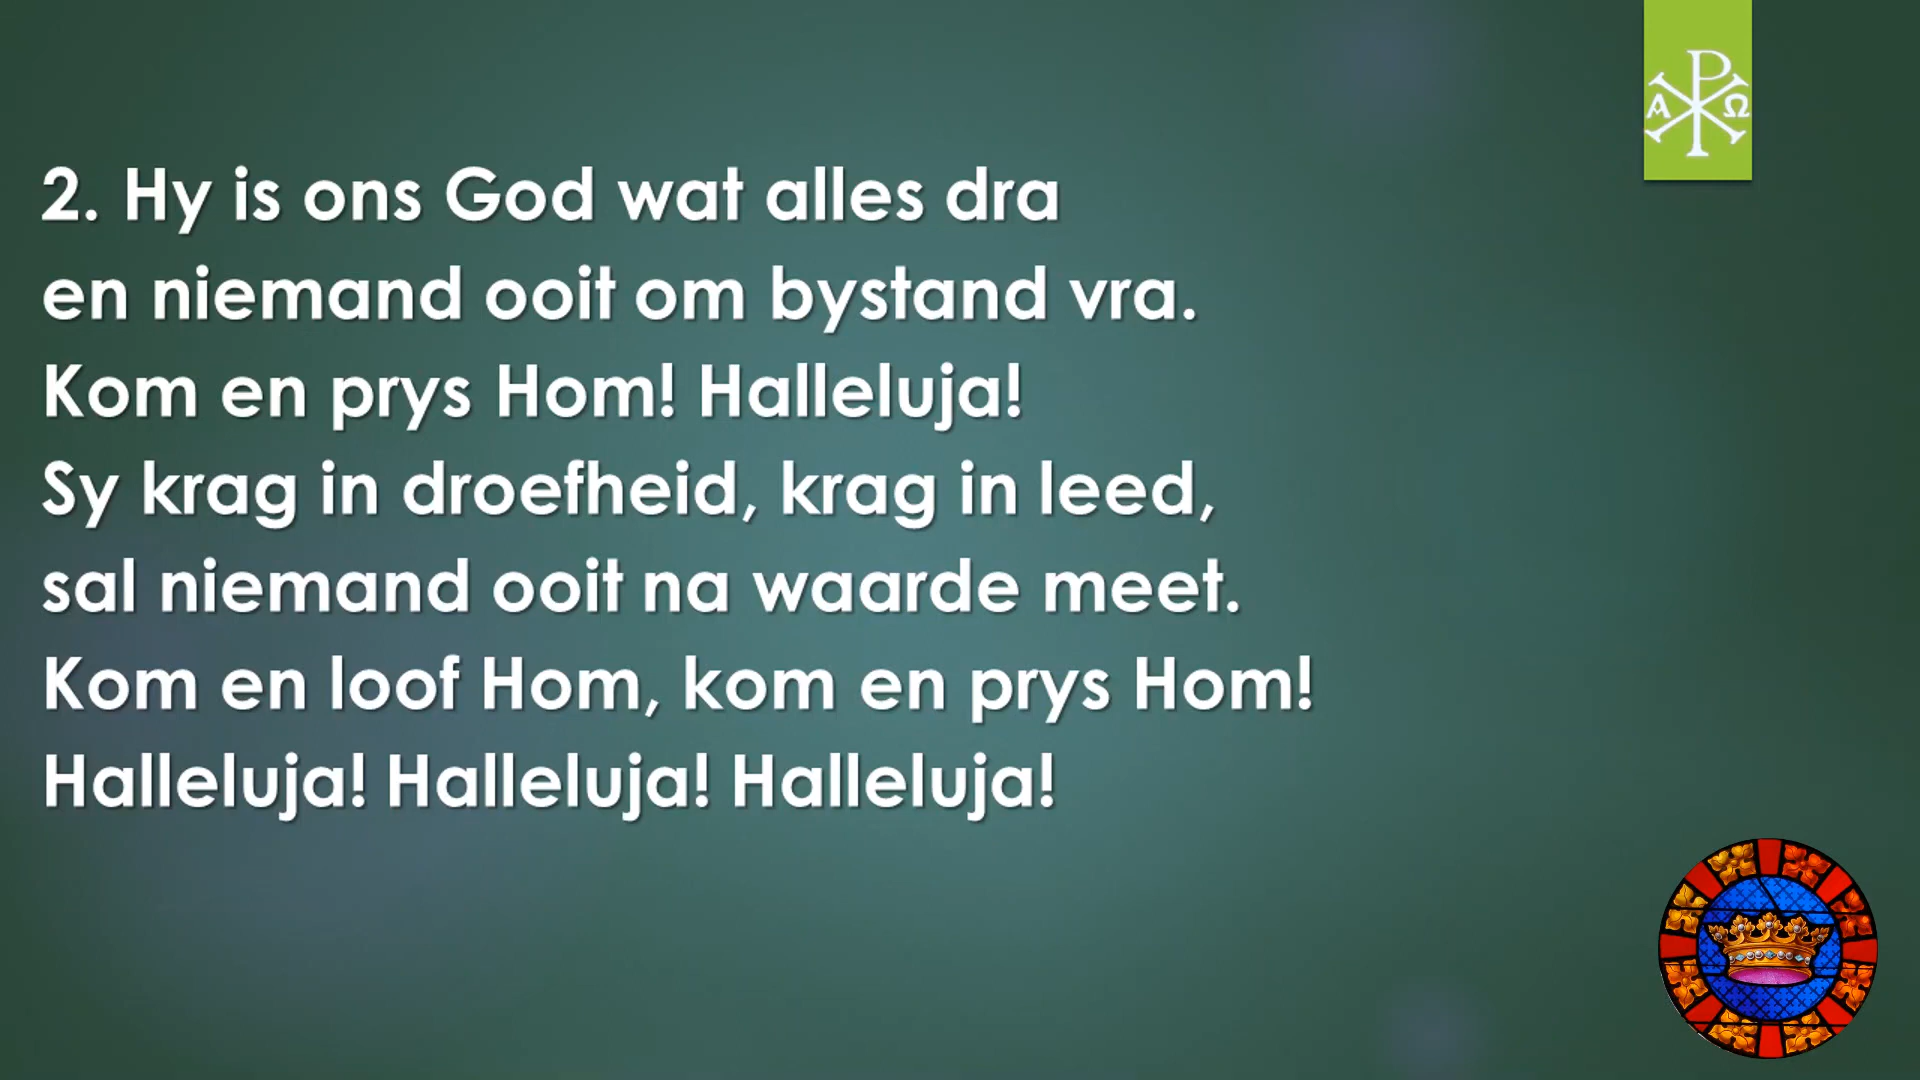 2. Hy is ons God wat alles dra
en niemand ooit om bystand vra.
Kom en prys Hom! Halleluja!
Sy krag in droefheid, krag in leed,
sal niemand ooit na waarde meet.
Kom en loof Hom, kom en prys Hom!
Halleluja! Halleluja! Halleluja!
Α Ω